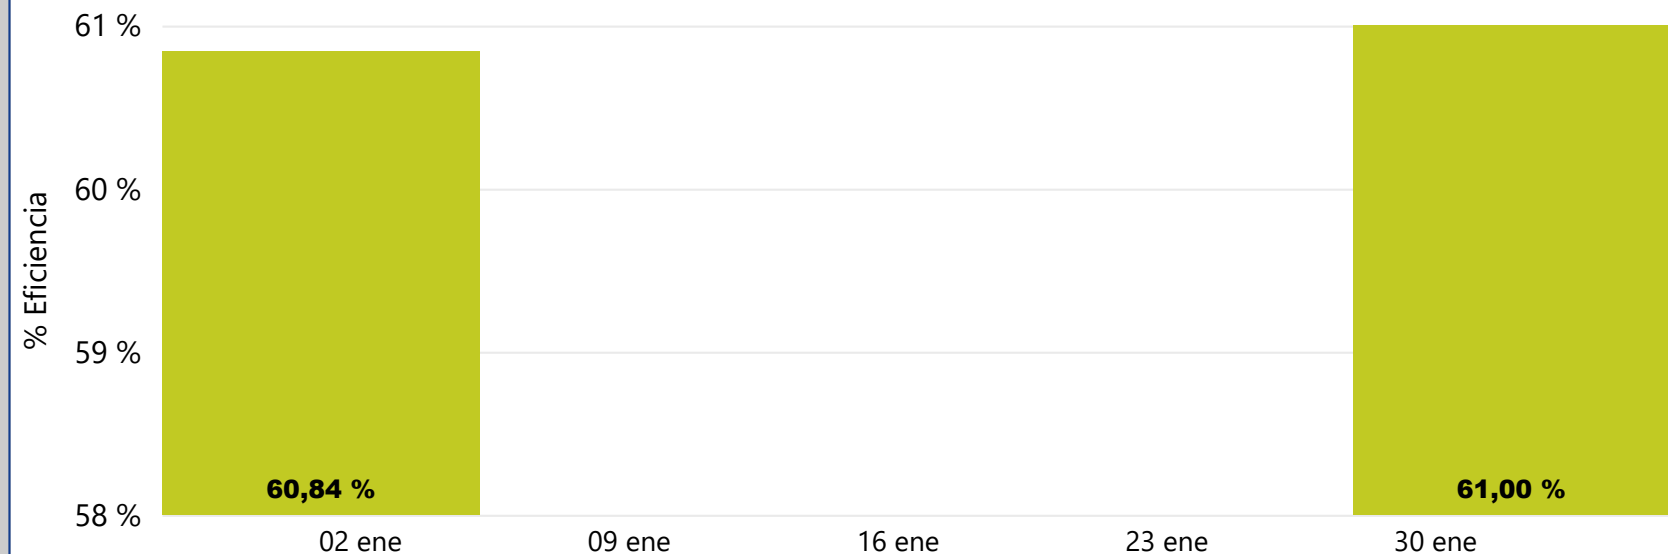 61 %
60 %
59 %
58 %
% Eficiencia
60,84 %
61,00 %
02 ene
09 ene
16 ene
23 ene
30 ene